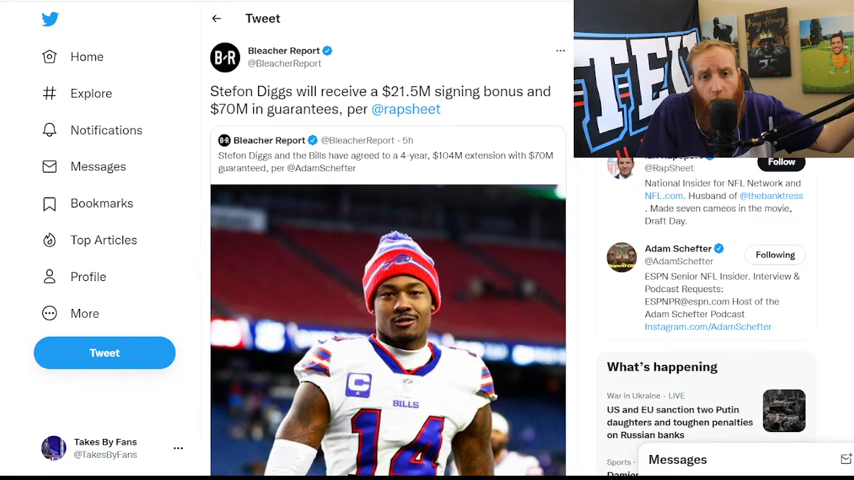 Home
Explore
Notifications
Messages
Bookmarks
Top Articles
Profile
More
Tweet
Takes By Fans
@TakesByFans
Tweet
B/R
Bleacher Report
@BleacherReport
Stefon Diggs will receive a $21.5M signing bonus and
$70M in guarantees, per @rapsheet
Bleacher Report @BleacherReport · 5h
Stefon Diggs and the Bills have agreed to a 4-year, $104M extension with $70M
guaranteed, per @AdamSchefter
C
BILLS
14
@RapSheet
Follow
National Insider for NFL Network and
NFL.com. Husband of @thebanktress
. Made seven cameos in the movie,
Draft Day.
Adam Schefter
@AdamSchefter
Following
ESPN Senior NFL Insider. Interview &
Podcast Requests:
ESPNPR@espn.com Host of the
Adam Schefter Podcast
Instagram.com/AdamSchefter
What's happening
War in Ukraine · LIVE
US and EU sanction two Putin
daughters and toughen penalties
on Russian banks
Sports ·
Messages